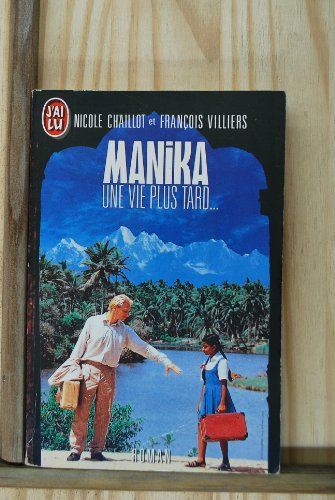 J'AI
LU
NICOLE CHAILLOT et FRANÇOIS VILLIERS
MANiKA
UNE VIE PLUS TARD...
ROMAN